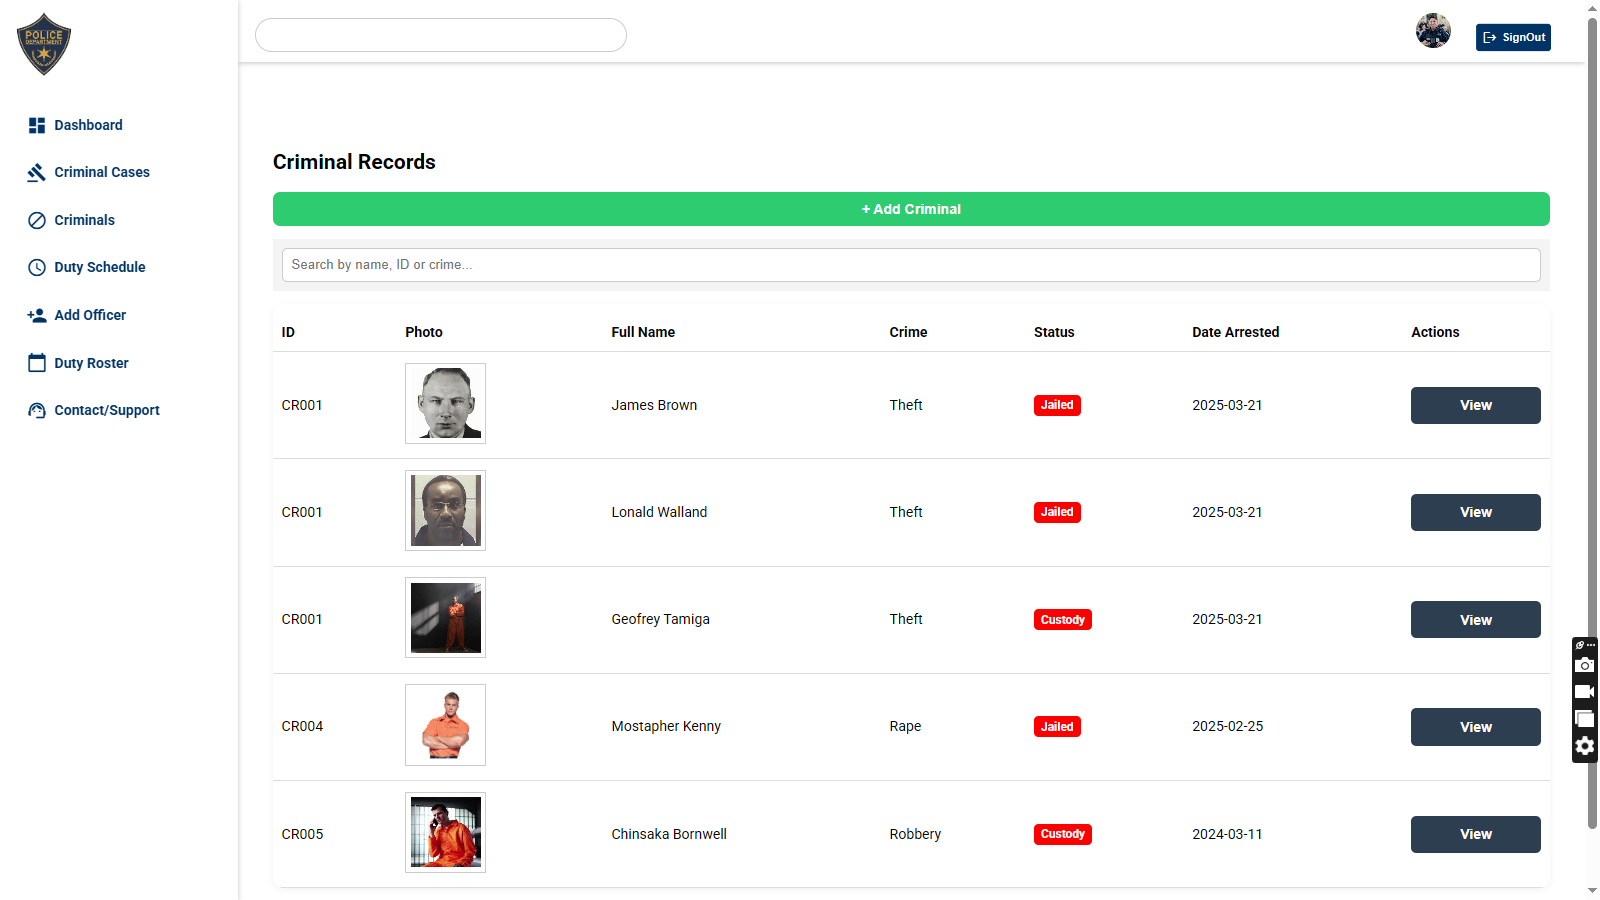 POLICE
DEPARTMENT
SignOut
Dashboard
Criminal Cases
Criminals
Duty Schedule
Add Officer
Duty Roster
Contact/Support
Criminal Records
+ Add Criminal
Search by name, ID or crime...
ID Photo Full Name Crime Status Date Arrested Actions
CR001 James Brown Theft Jailed 2025-03-21 View
CR001 Lonald Walland Theft Jailed 2025-03-21 View
CR001 Geofrey Tamiga Theft Custody 2025-03-21 View
CR004 Mostapher Kenny Rape Jailed 2025-02-25 View
CR005 Chinsaka Bornwell Robbery Custody 2024-03-11 View